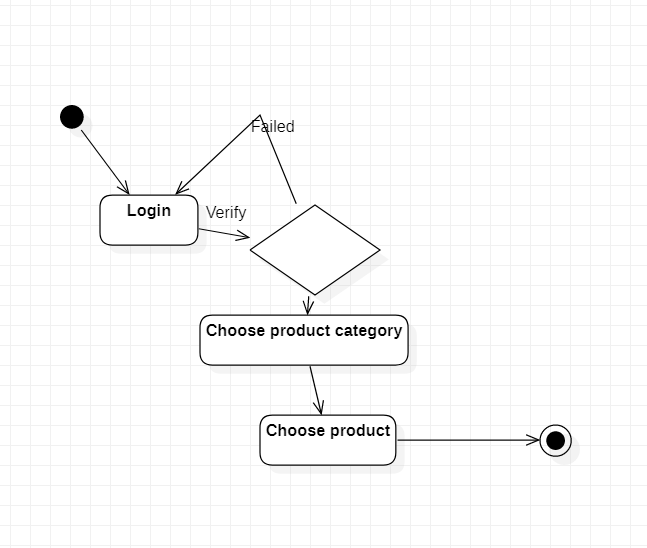 Failed
Login
Verify
Choose product category
Choose product